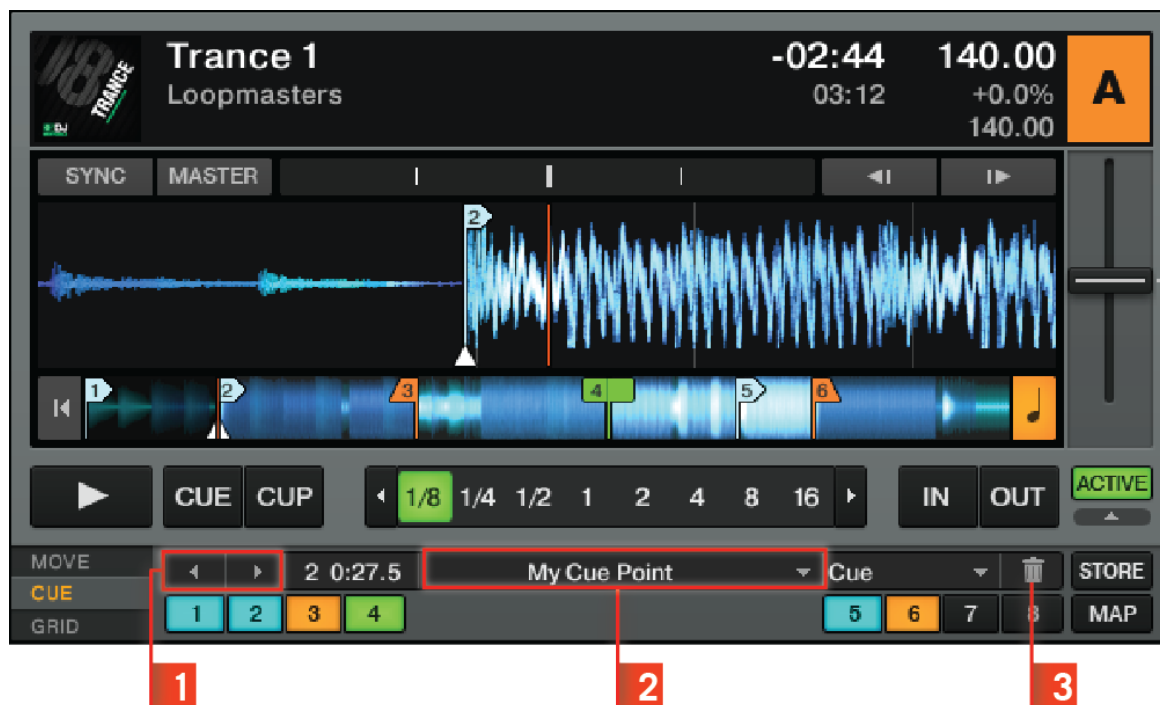 '18
TRANCE
DJ
Trance 1
Loopmasters
-02:44
03:12
140.00
+0.0%
140.00
A
SYNC MASTER
2
1 2 3 4 5 6
CUE CUP 1/8 1/4 1/2 1 2 4 8 16 IN OUT ACTIVE
MOVE
CUE
GRID
2 0:27.5 My Cue Point Cue STORE
1 2 3 4 5 6 7 8 MAP
1 2 3